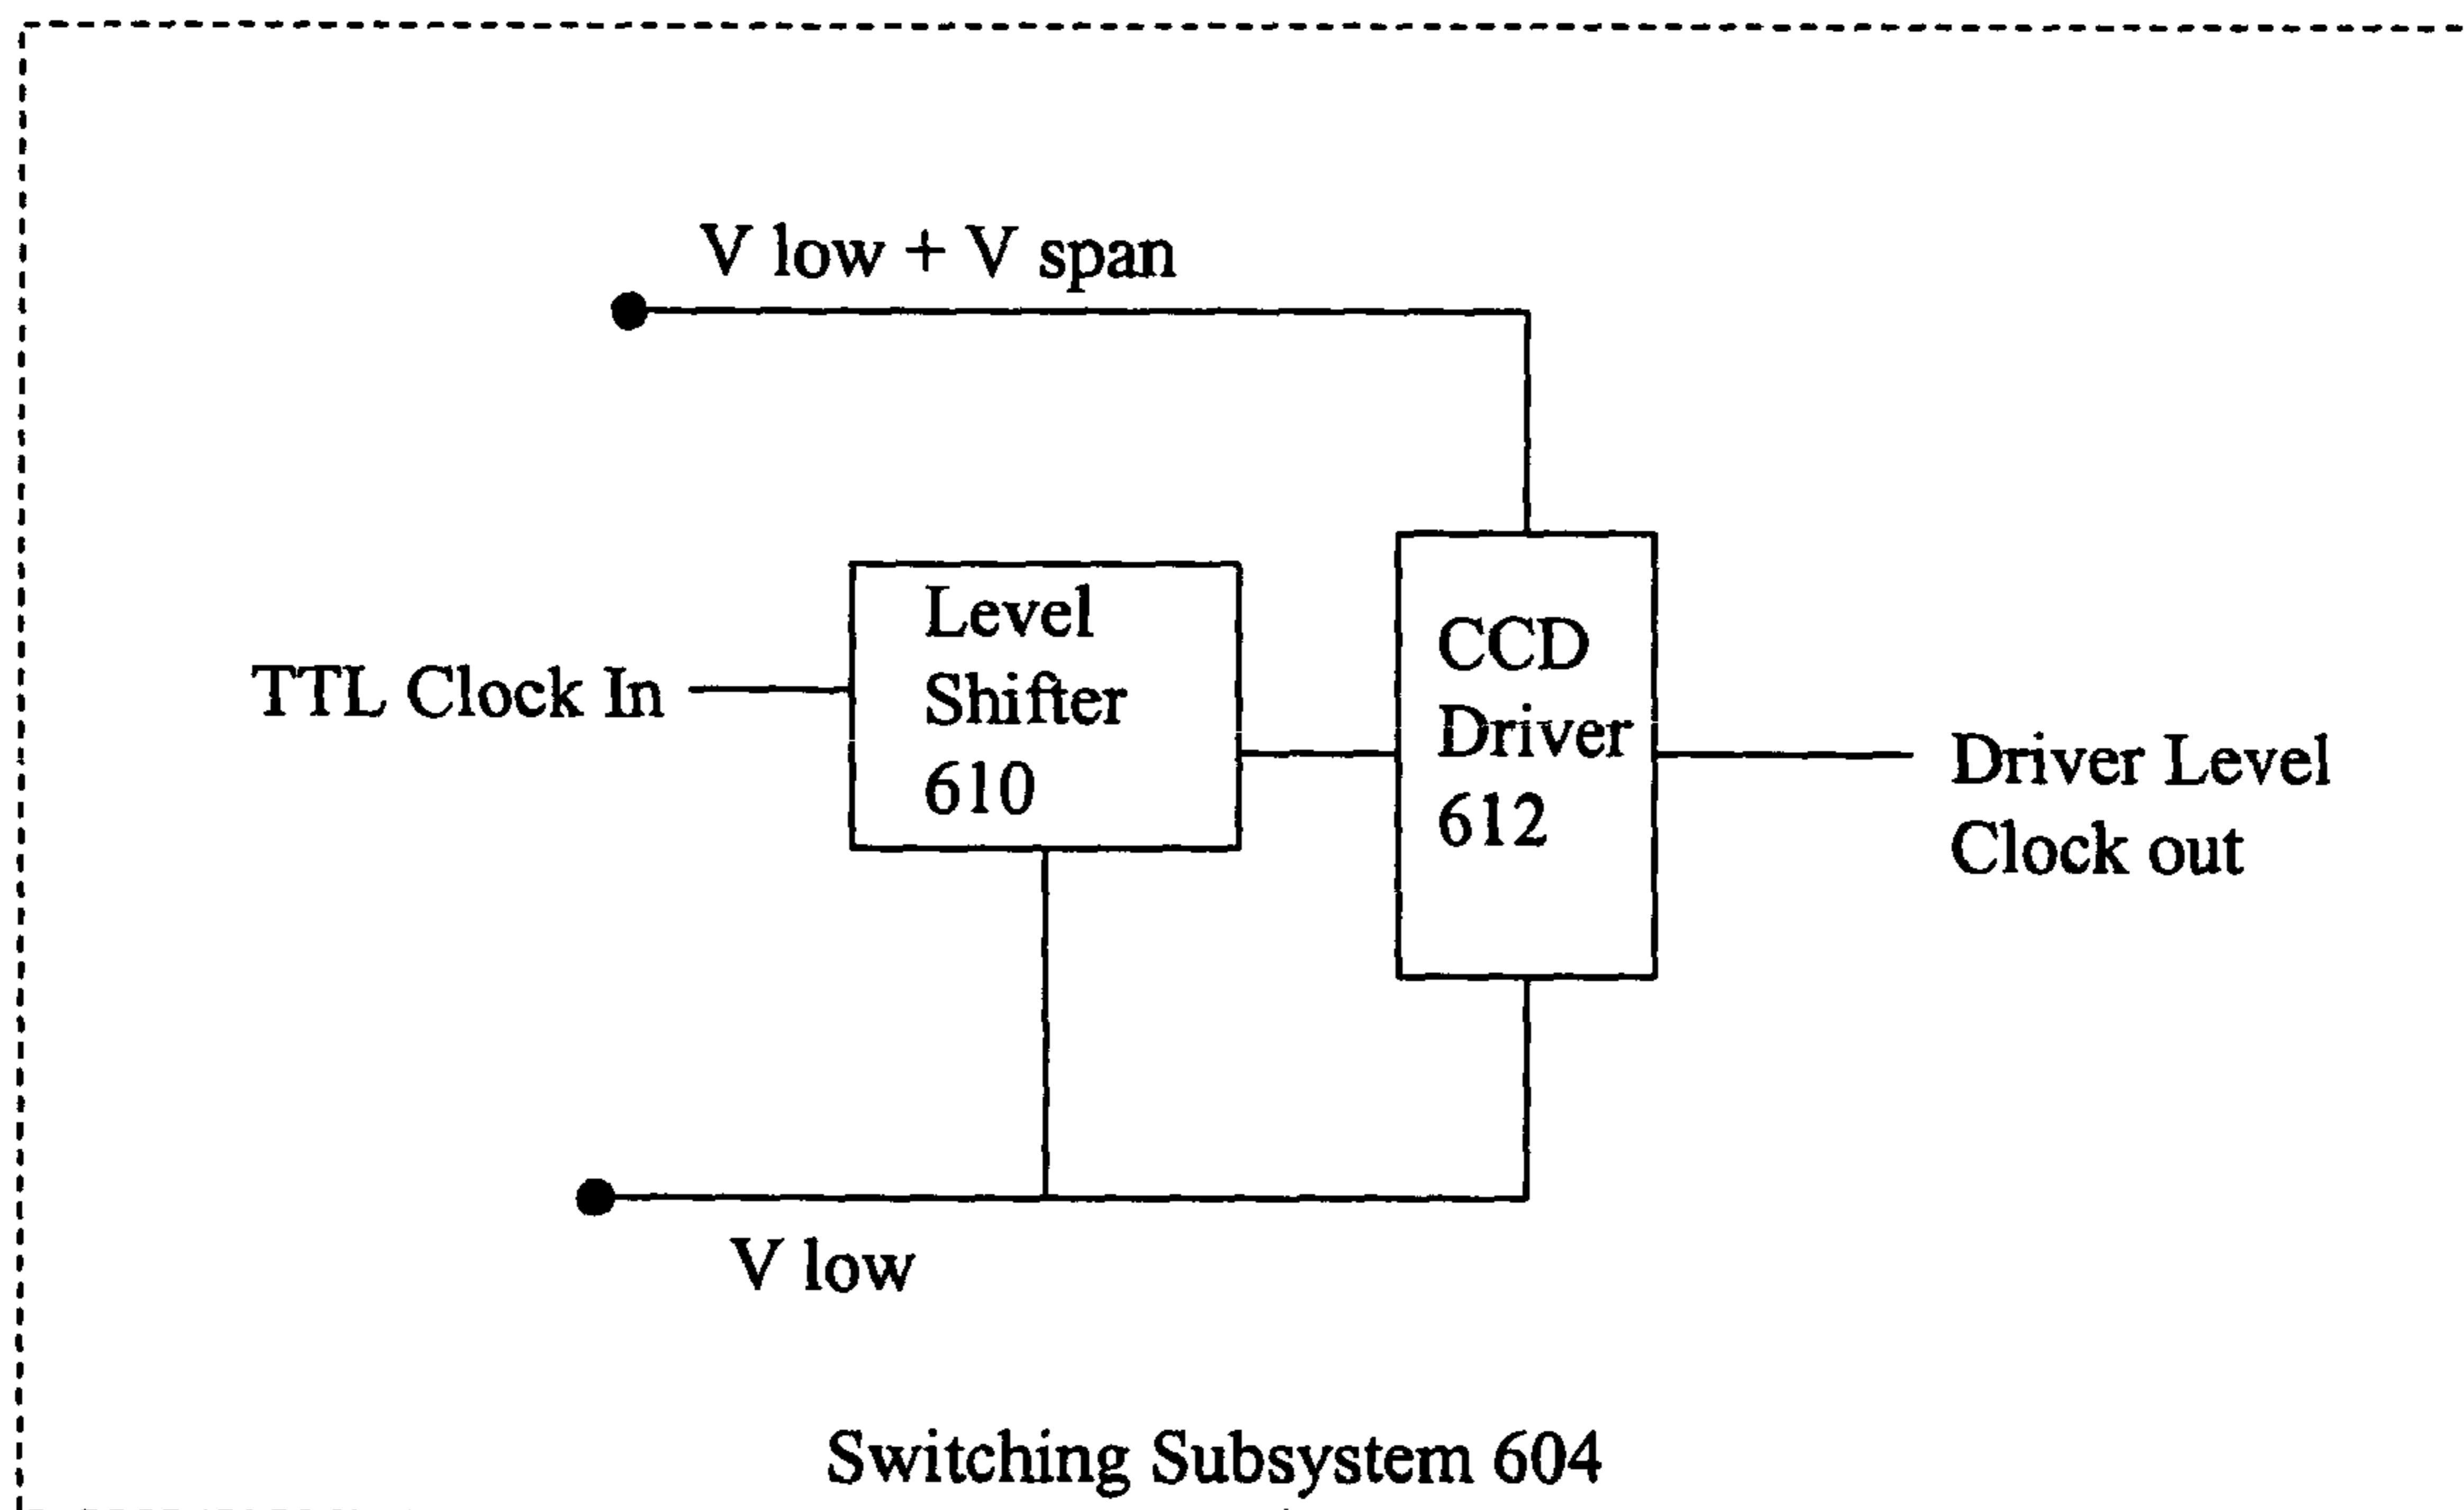 V low + V span
Level
Shifter
610
CCD
Driver
612
TTL Clock In
Driver Level
Clock out
V low
Switching Subsystem 604